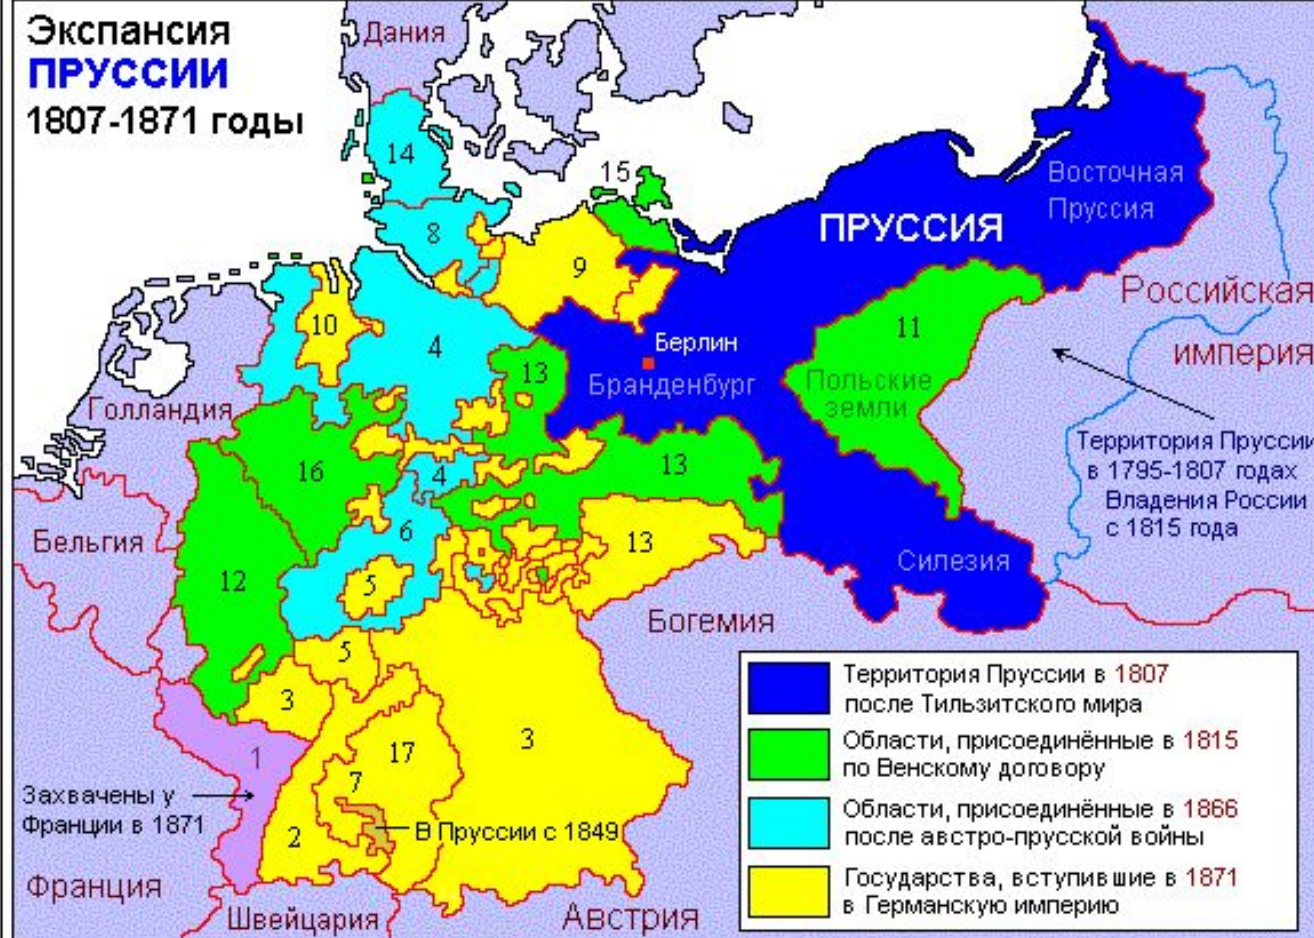 Экспансия
ПРУССИИ
1807-1871 годы
Дания
14
15
8
9
10
4
13
Голландия
16
4
13
6
13
Бельгия
12
5
5
3
1
17
3
7
2
Восточная
Пруссия
ПРУССИЯ
Российская
империя
11
Берлин
Бранденбург
Польские
земли
Территория Пруссии
в 1795-1807 годах
Владения России
с 1815 года
Силезия
Богемия
Захвачены у
Франции в 1871
В Пруссии с 1849
Франция
Швейцария
Австрия
Территория Пруссии в 1807
после Тильзитского мира
Области, присоединённые в 1815
по Венскому договору
Области, присоединённые в 1866
после австро-прусской войны
Государства, вступившие в 1871
в Германскую империю